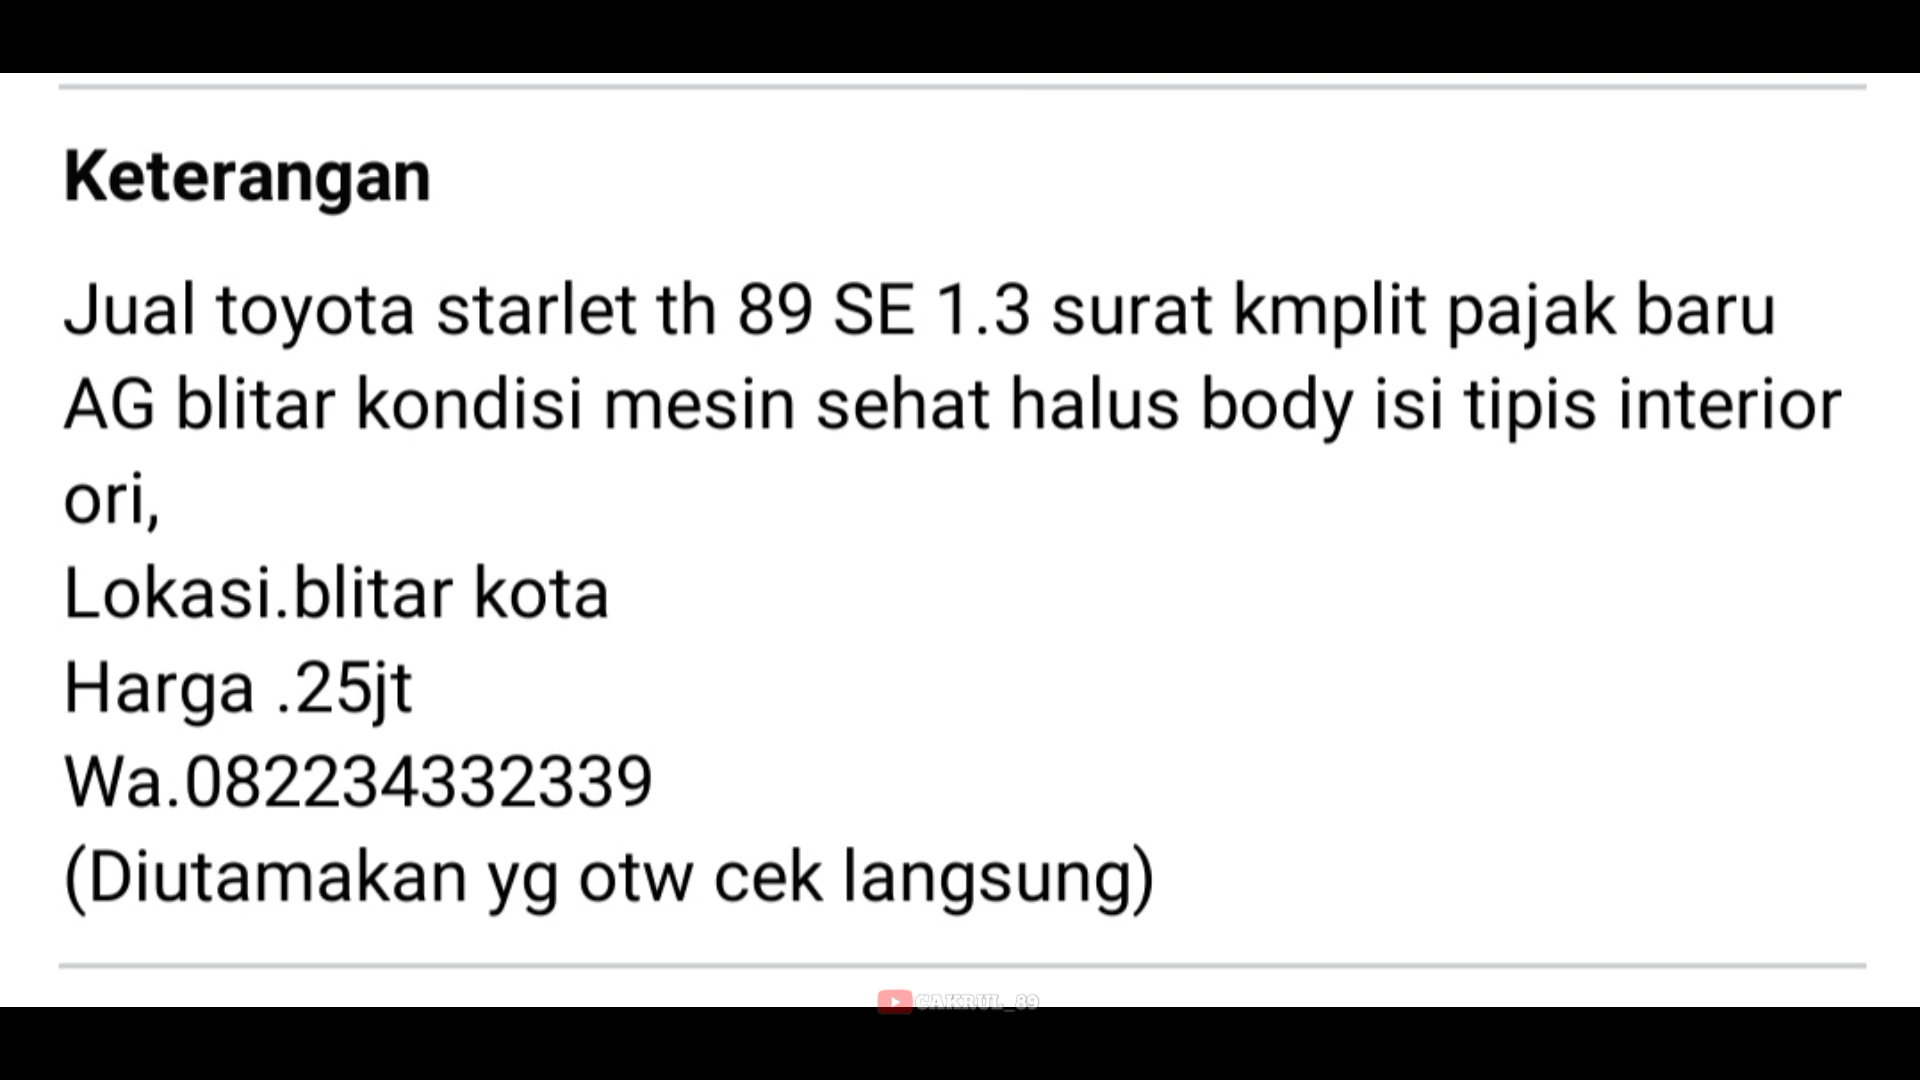 Keterangan
Jual toyota starlet th 89 SE 1.3 surat kmplit pajak baru
AG blitar kondisi mesin sehat halus body isi tipis interior
ori,
Lokasi.blitar kota
Harga .25jt
Wa.082234332339
(Diutamakan yg otw cek langsung)
CAKRUL_89